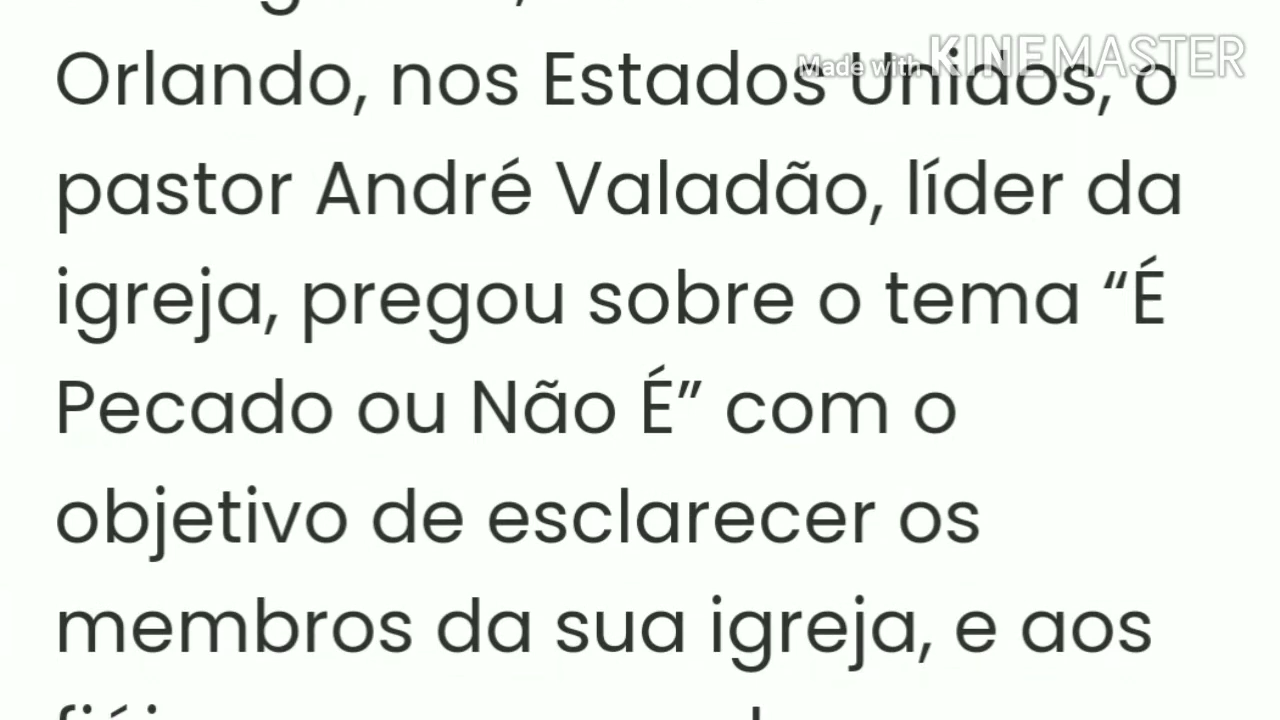 Made with KINEMASTER
Orlando, nos Estados Unidos, o
pastor André Valadão, líder da
igreja, pregou sobre o tema “É
Pecado ou Não É” com o
objetivo de esclarecer os
membros da sua igreja, e aos